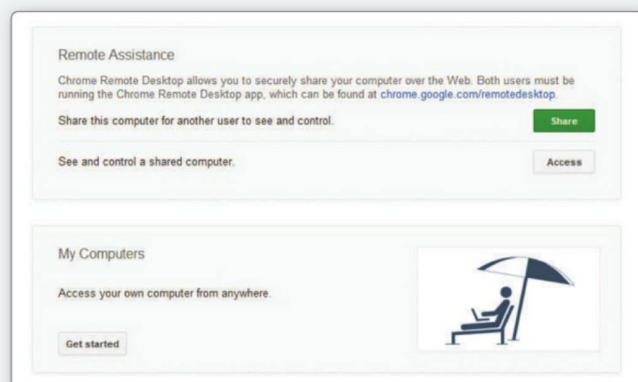 Remote Assistance
Chrome Remote Desktop allows you to securely share your computer over the Web. Both users must be
running the Chrome Remote Desktop app, which can be found at chrome.google.com/remotedesktop.
Share this computer for another user to see and control.
Share
See and control a shared computer.
Access
My Computers
Access your own computer from anywhere.
Get started